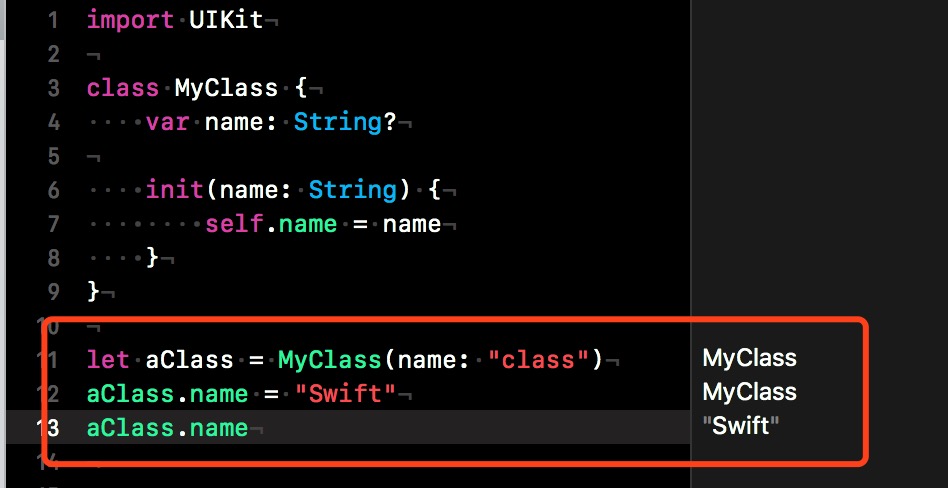 1 import UIKit
2
3 class MyClass {
4     var name: String?
5
6     init(name: String) {
7         self.name = name
8     }
9 }
10
11 let aClass = MyClass(name: "class") MyClass
12 aClass.name = "Swift" MyClass
13 aClass.name "Swift"
14